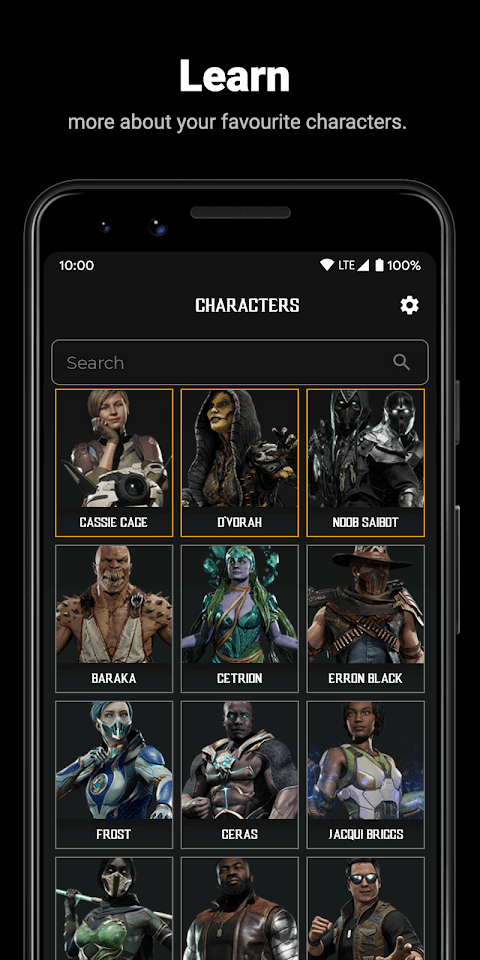 Learn
more about your favourite characters.
10:00 LTE 100%
CHARACTERS
Search
CASSIE CAGE D'VORAH NOOB SAIBOT
BARAKA CETRION ERRON BLACK
FROST GERAS JACQUI BRIGGS